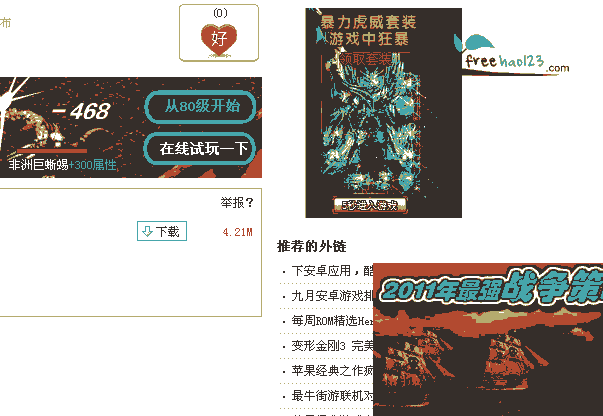 布
(0)
好
－468
从80级开始
在线试玩一下
非洲巨蜥蜴+300属性
举报?
下载
4.21M
暴力虎威套装
游戏中狂暴
领取套装
5秒进入游戏
freehao123
.com
推荐的外链
· 下安卓应用，酷
· 九月安卓游戏扎
· 每周ROM精选Her
· 变形金刚3 完美
· 苹果经典之作疯
· 最牛街游联机对
2011年最强战争策